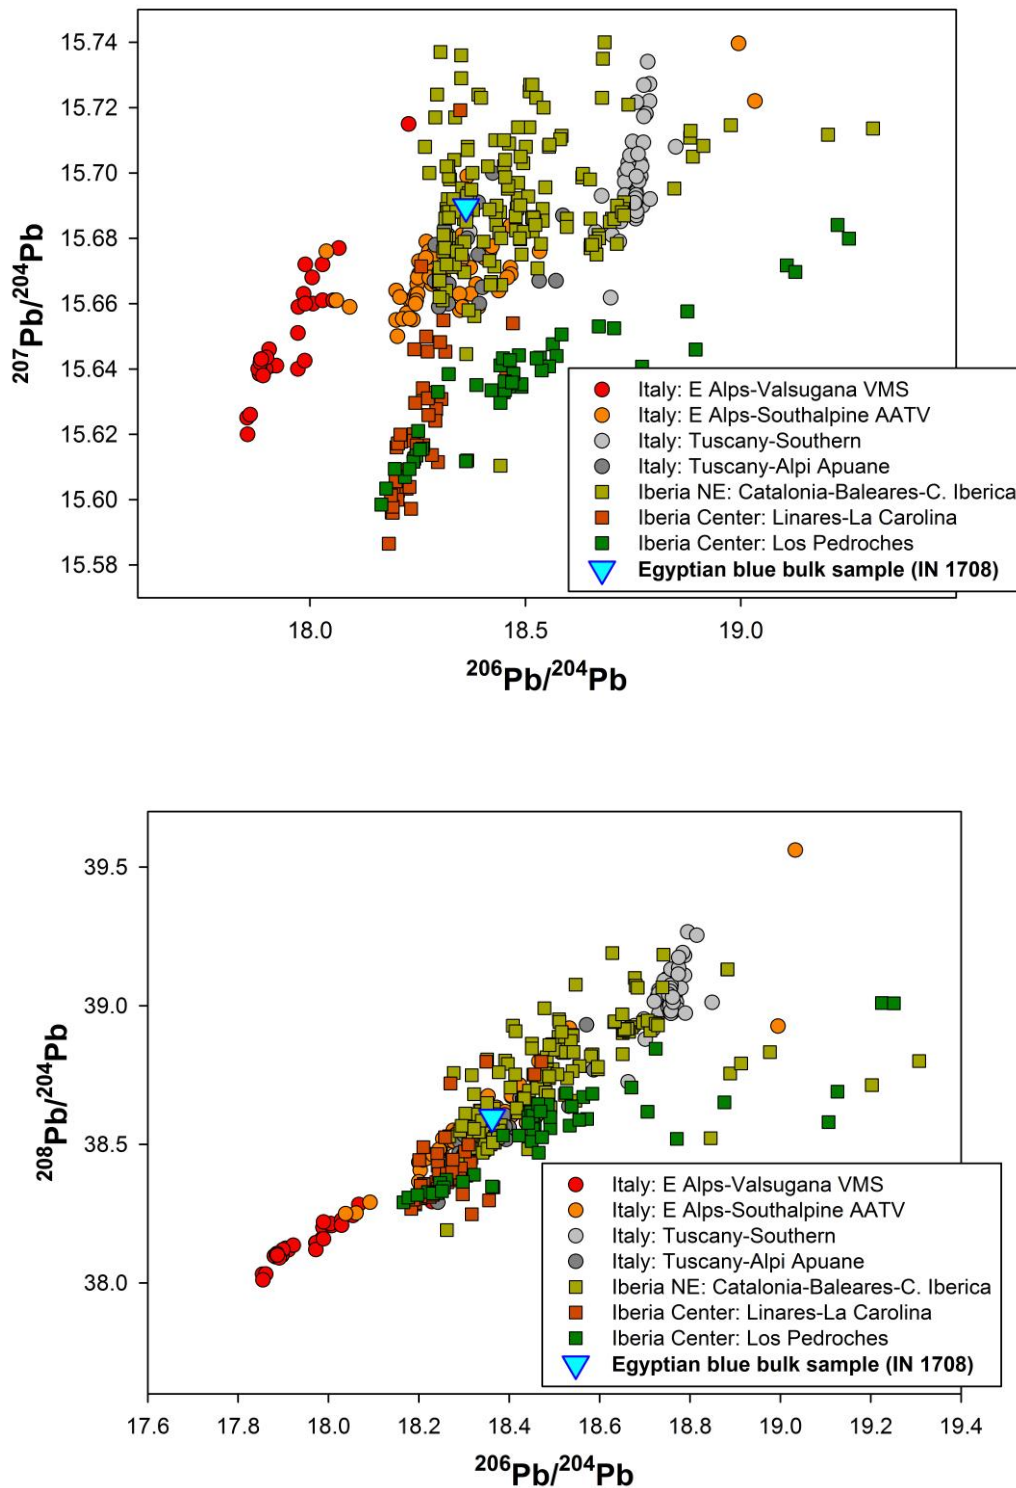 15.74
15.72
15.70
15.68
15.66
15.64
15.62
15.60
15.58
²⁰⁷Pb/²⁰⁴Pb
Italy: E Alps-Valsugana VMS
Italy: E Alps-Southalpine AATV
Italy: Tuscany-Southern
Italy: Tuscany-Alpi Apuane
Iberia NE: Catalonia-Baleares-C. Iberica
Iberia Center: Linares-La Carolina
Iberia Center: Los Pedroches
Egyptian blue bulk sample (IN 1708)
18.0 18.5 19.0
²⁰⁶Pb/²⁰⁴Pb
39.5
39.0
38.5
38.0
²⁰⁸Pb/²⁰⁴Pb
Italy: E Alps-Valsugana VMS
Italy: E Alps-Southalpine AATV
Italy: Tuscany-Southern
Italy: Tuscany-Alpi Apuane
Iberia NE: Catalonia-Baleares-C. Iberica
Iberia Center: Linares-La Carolina
Iberia Center: Los Pedroches
Egyptian blue bulk sample (IN 1708)
17.6 17.8 18.0 18.2 18.4 18.6 18.8 19.0 19.2 19.4
²⁰⁶Pb/²⁰⁴Pb